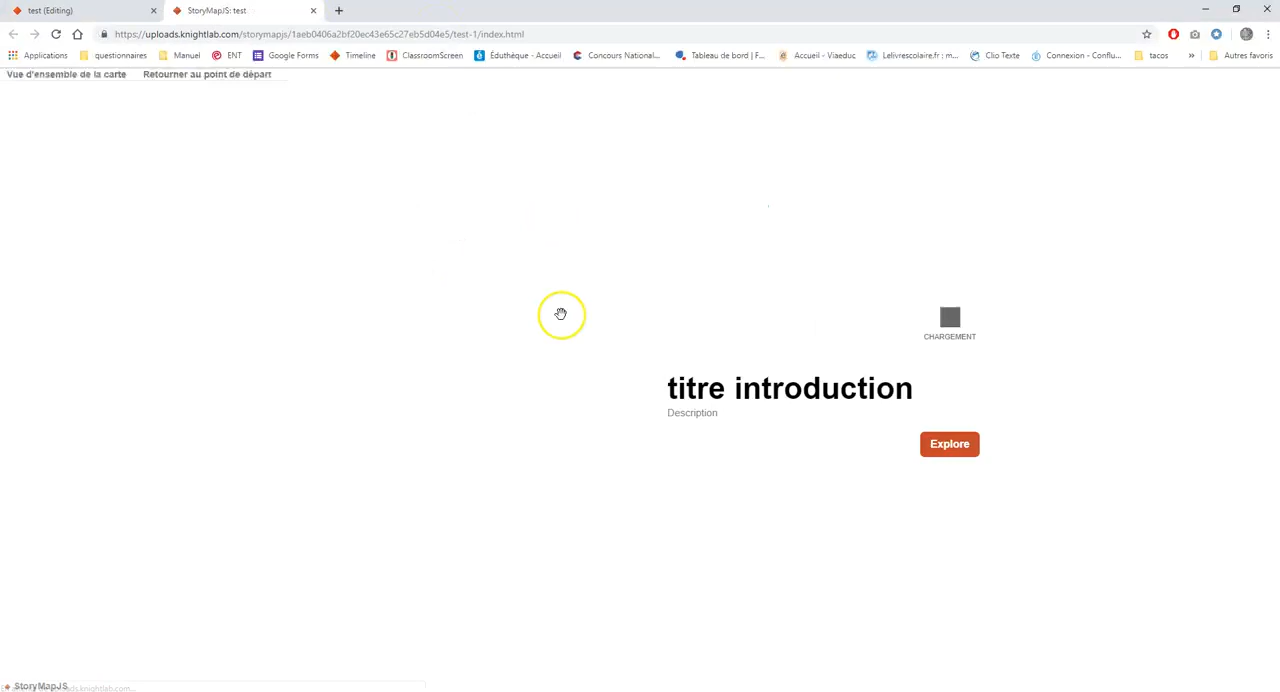 test (Editing)
StoryMapJS: test
https://uploads.knightlab.com/storymapjs/1aeb0406a2bf20ec43e65c27eb5d04e5/test-1/index.html
Applications questionnaires Manuel ENT Google Forms Timeline ClassroomScreen Éduthèque - Accueil Concours National... Tableau de bord | F... Accueil - Viaeduc Lelivrescolaire.fr : m... Clio Texte Connexion - Conflu... tacos » Autres favoris
Vue d'ensemble de la carte Retourner au point de départ
CHARGEMENT
titre introduction
Description
Explore
StoryMapJS